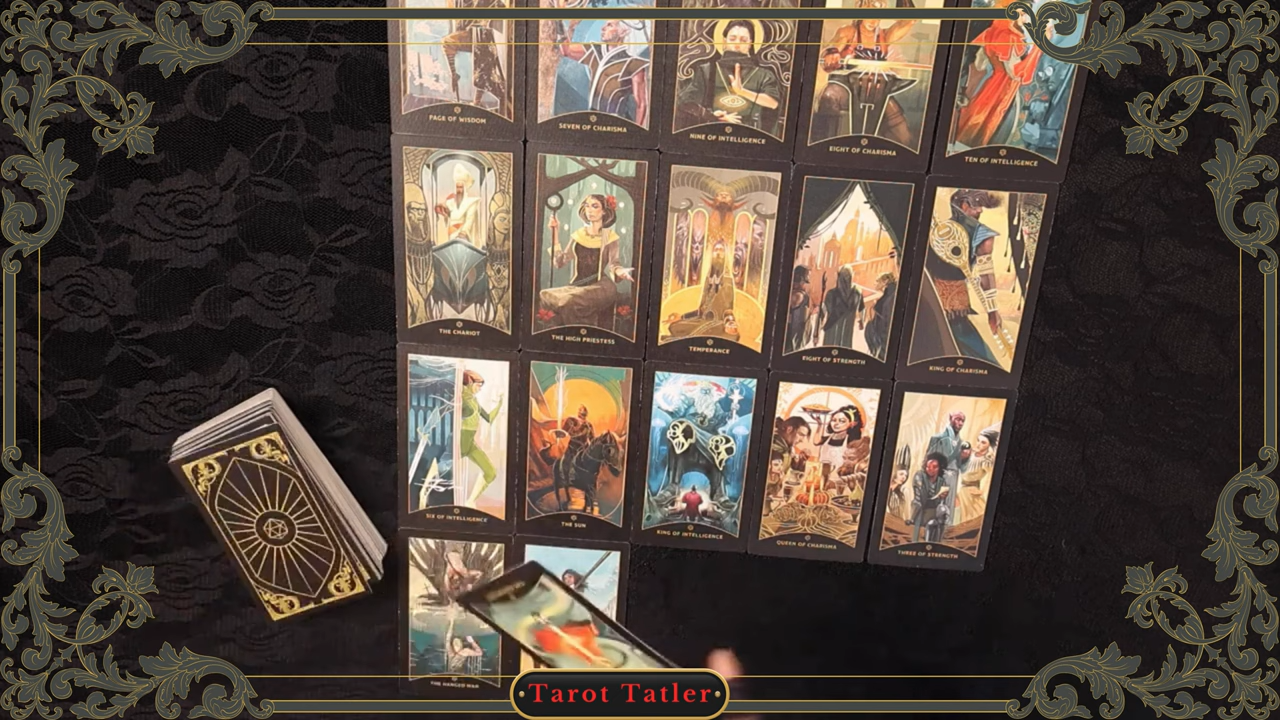 PAGE OF WISDOM
SEVEN OF CHARISMA
NINE OF INTELLIGENCE
EIGHT OF CHARISMA
TEN OF INTELLIGENCE
THE CHARIOT
THE HIGH PRIESTESS
TEMPERANCE
EIGHT OF STRENGTH
KING OF CHARISMA
SIX OF INTELLIGENCE
THE SUN
KING OF INTELLIGENCE
QUEEN OF CHARISMA
THREE OF STRENGTH
THE HANGED MAN
Tarot Tatler